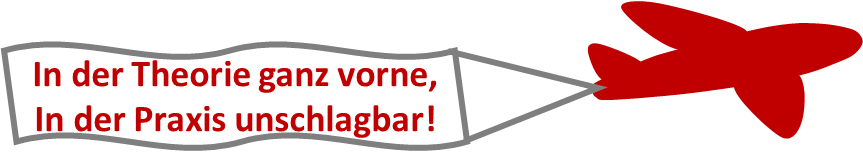 In der Theorie ganz vorne,
In der Praxis unschlagbar!